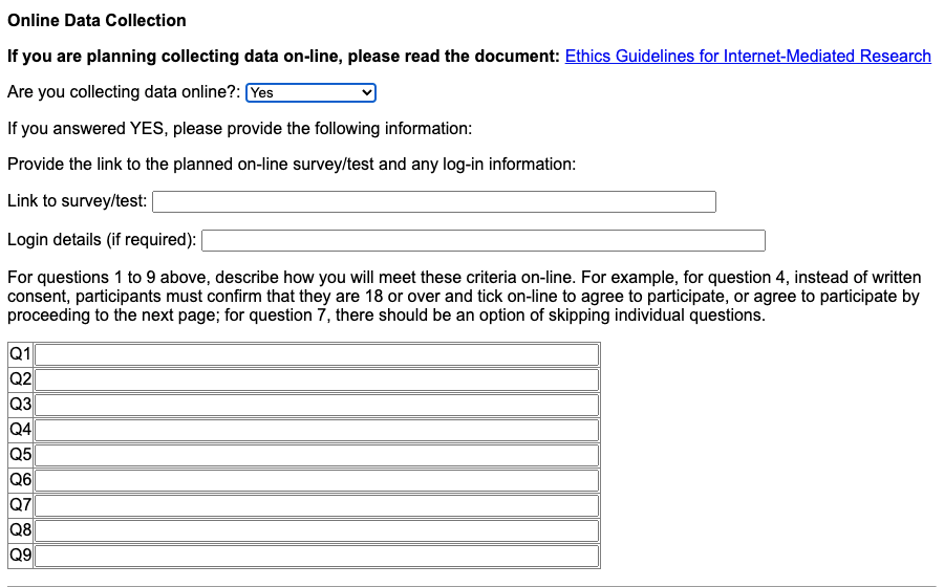 Online Data Collection
If you are planning collecting data on-line, please read the document: Ethics Guidelines for Internet-Mediated Research
Are you collecting data online?: Yes
If you answered YES, please provide the following information:
Provide the link to the planned on-line survey/test and any log-in information:
Link to survey/test:
Login details (if required):
For questions 1 to 9 above, describe how you will meet these criteria on-line. For example, for question 4, instead of written
consent, participants must confirm that they are 18 or over and tick on-line to agree to participate, or agree to participate by
proceeding to the next page; for question 7, there should be an option of skipping individual questions.
Q1
Q2
Q3
Q4
Q5
Q6
Q7
Q8
Q9